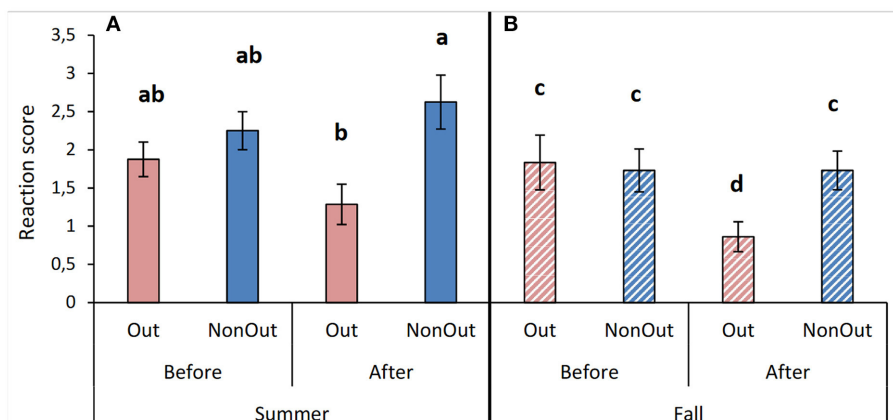 A
B
3,5
3
2,5
2
1,5
1
0,5
0
Reaction score
ab
ab
b
a
c
c
d
c
Out NonOut Out NonOut Out NonOut Out NonOut
Before After Before After
Summer Fall